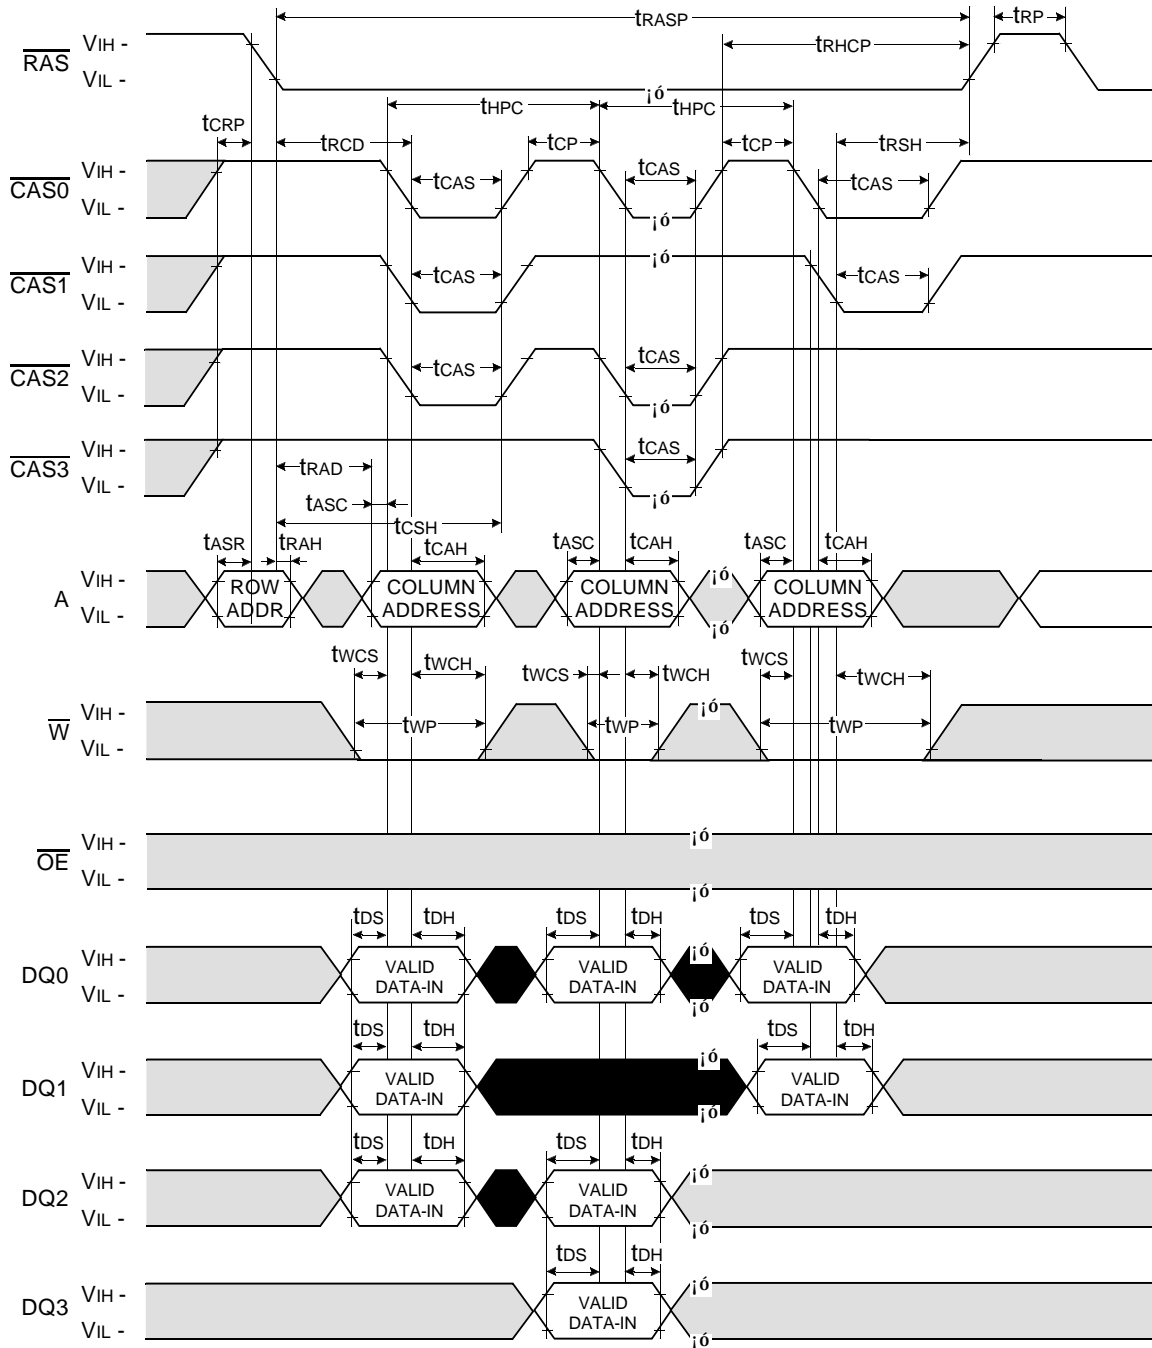 tRASP
tRP
RAS
VIH -
tRHCP
VIL -
¡ó
tHPC
tHPC
tCRP
tRCD
tCP
tCP
tRSH
CAS0
VIH -
tCAS
tCAS
tCAS
VIL -
¡ó
CAS1
VIH -
¡ó
tCAS
tCAS
VIL -
CAS2
VIH -
tCAS
tCAS
VIL -
¡ó
CAS3
VIH -
tCAS
VIL -
¡ó
tRAD
tASC
tCSH
tASR
tRAH
tCAH
tASC
tCAH
tASC
tCAH
A
VIH -
VIL -
ROW
ADDR
COLUMN
ADDRESS
COLUMN
ADDRESS
¡ó
¡ó
COLUMN
ADDRESS
tWCS
tWCH
tWCS
tWCH
tWCS
tWCH
W
VIH -
¡ó
tWP
tWP
tWP
VIL -
OE
VIH -
¡ó
VIL -
¡ó
tDS
tDH
tDS
tDH
tDS
tDH
DQ0
VIH -
VIL -
VALID
DATA-IN
VALID
DATA-IN
¡ó
¡ó
VALID
DATA-IN
tDS
tDH
tDS
tDH
DQ1
VIH -
VIL -
VALID
DATA-IN
¡ó
¡ó
VALID
DATA-IN
tDS
tDH
tDS
tDH
DQ2
VIH -
VIL -
VALID
DATA-IN
VALID
DATA-IN
¡ó
¡ó
tDS
tDH
DQ3
VIH -
VIL -
VALID
DATA-IN
¡ó
¡ó